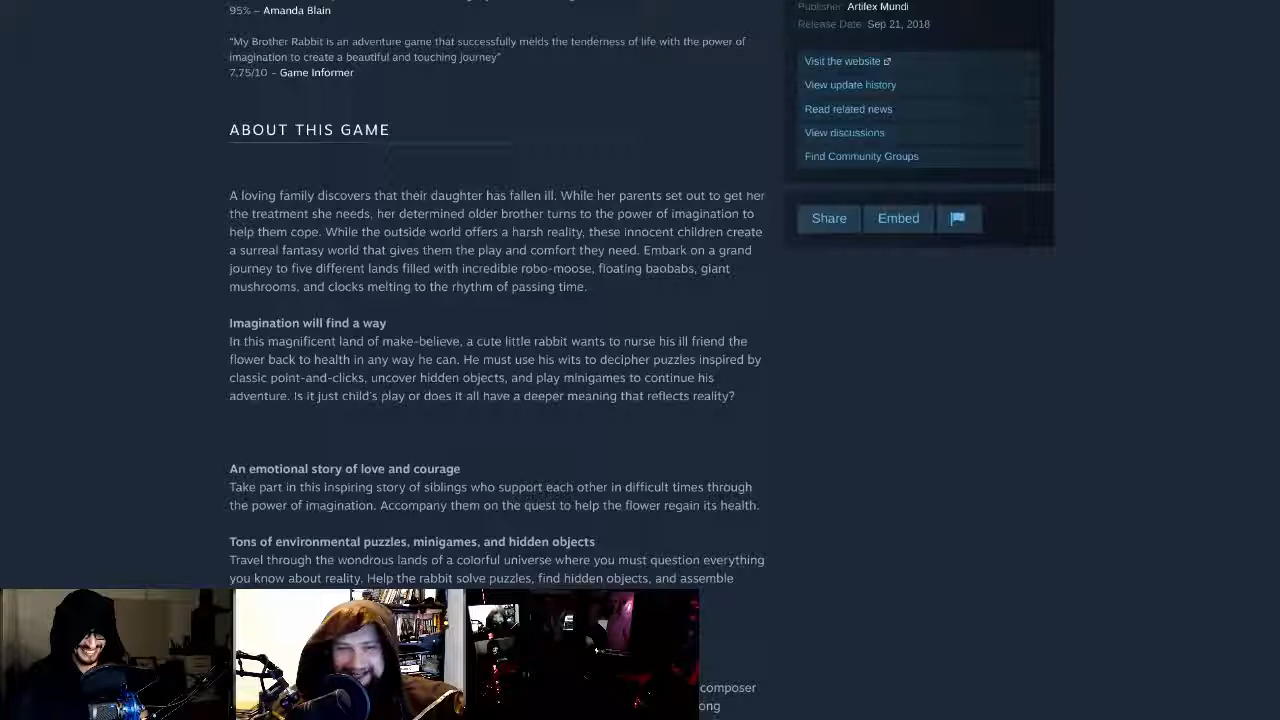 95% – Amanda Blain
“My Brother Rabbit is an adventure game that successfully melds the tenderness of life with the power of
imagination to create a beautiful and touching journey”
7,75/10 – Game Informer
ABOUT THIS GAME
A loving family discovers that their daughter has fallen ill. While her parents set out to get her
the treatment she needs, her determined older brother turns to the power of imagination to
help them cope. While the outside world offers a harsh reality, these innocent children create
a surreal fantasy world that gives them the play and comfort they need. Embark on a grand
journey to five different lands filled with incredible robo-moose, floating baobabs, giant
mushrooms, and clocks melting to the rhythm of passing time.
Imagination will find a way
In this magnificent land of make-believe, a cute little rabbit wants to nurse his ill friend the
flower back to health in any way he can. He must use his wits to decipher puzzles inspired by
classic point-and-clicks, uncover hidden objects, and play minigames to continue his
adventure. Is it just child's play or does it all have a deeper meaning that reflects reality?
An emotional story of love and courage
Take part in this inspiring story of siblings who support each other in difficult times through
the power of imagination. Accompany them on the quest to help the flower regain its health.
Tons of environmental puzzles, minigames, and hidden objects
Travel through the wondrous lands of a colorful universe where you must question everything
you know about reality. Help the rabbit solve puzzles, find hidden objects, and assemble
composer
ong
Publisher: Artifex Mundi
Release Date: Sep 21, 2018
Visit the website
View update history
Read related news
View discussions
Find Community Groups
Share
Embed